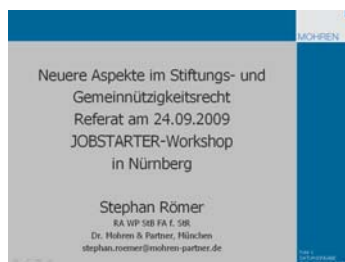 MOHREN
Neuere Aspekte im Stiftungs- und
Gemeinnützigkeitsrecht
Referat am 24.09.2009
JOBSTARTER-Workshop
in Nürnberg
Stephan Römer
RA WP StB FA f. StR
Dr. Mohren & Partner, München
stephan.roemer@mohren-partner.de